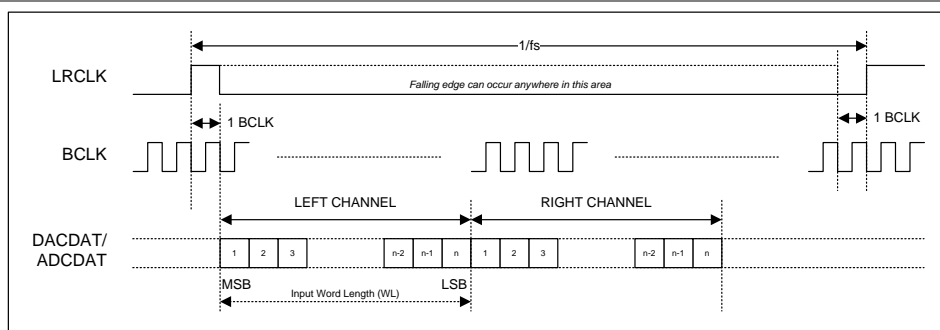 1/fs
LRCLK
Falling edge can occur anywhere in this area
1 BCLK
1 BCLK
BCLK
LEFT CHANNEL
RIGHT CHANNEL
DACDAT/
ADCDAT
1 2 3 n-2 n-1 n 1 2 3 n-2 n-1 n
MSB
LSB
Input Word Length (WL)